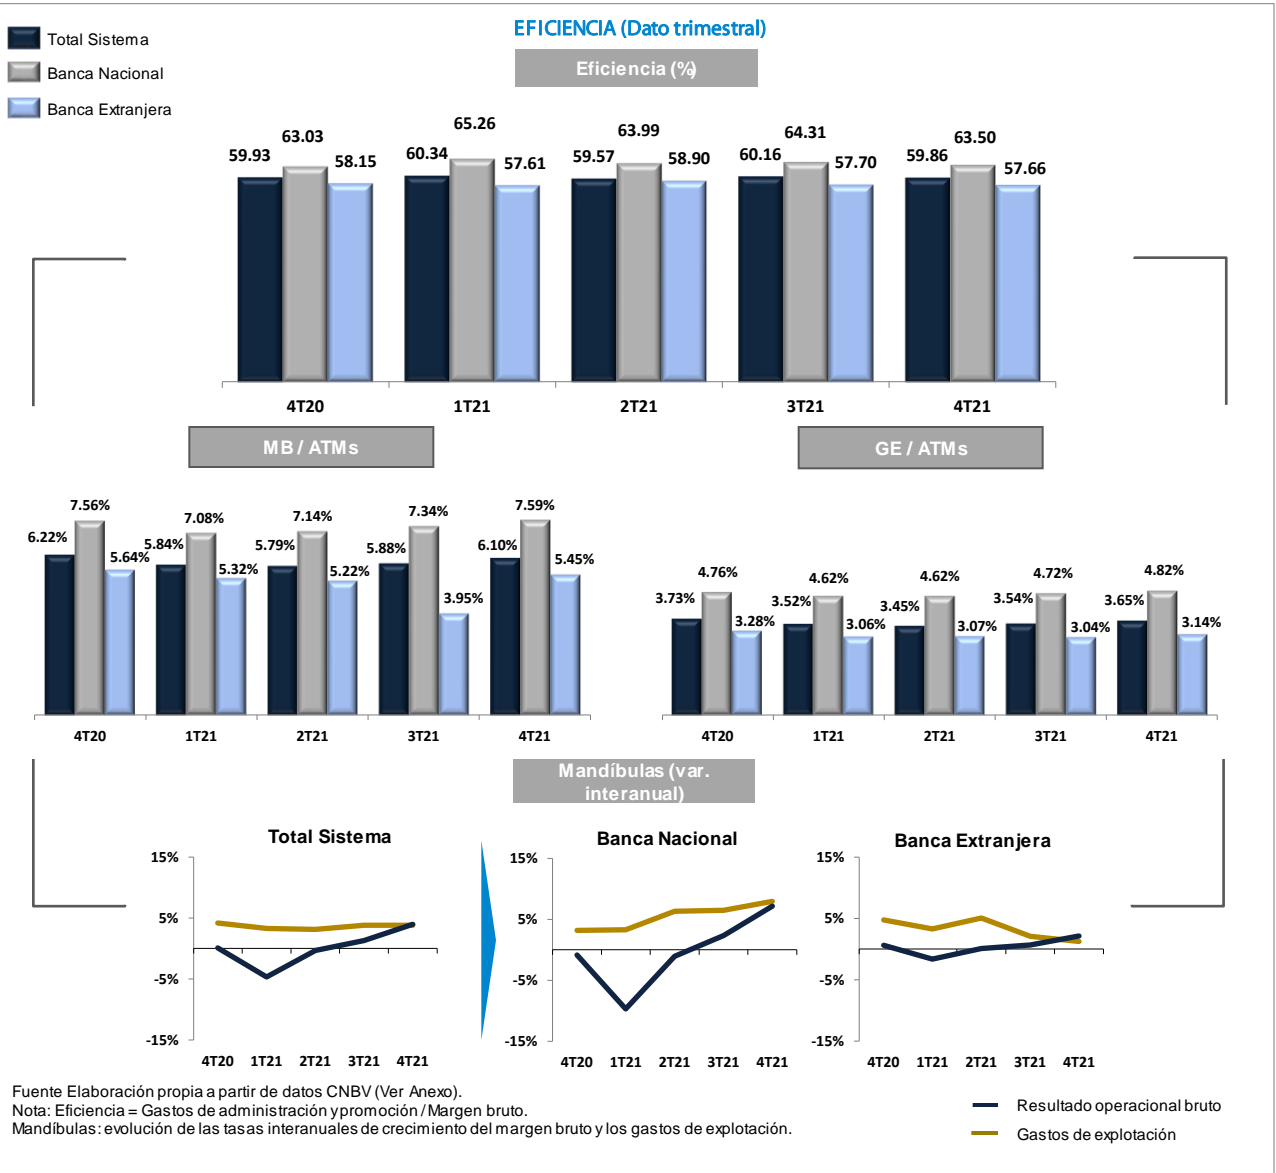 EFICIENCIA (Dato trimestral)
Total Sistema
Banca Nacional
Banca Extranjera
Eficiencia (%)
59.93 63.03 58.15 60.34 65.26 57.61 59.57 63.99 58.90 60.16 64.31 57.70 59.86 63.50 57.66
4T20 1T21 2T21 3T21 4T21
MB / ATMs
6.22% 7.56% 5.64% 5.84% 7.08% 5.32% 5.79% 7.14% 5.22% 5.88% 7.34% 3.95% 6.10% 7.59% 5.45%
4T20 1T21 2T21 3T21 4T21
GE / ATMs
3.73% 4.76% 3.28% 3.52% 4.62% 3.06% 3.45% 4.62% 3.07% 3.54% 4.72% 3.04% 3.65% 4.82% 3.14%
4T20 1T21 2T21 3T21 4T21
Mandíbulas (var.
interanual)
Total Sistema
15%
5%
-5%
-15%
4T20 1T21 2T21 3T21 4T21
Banca Nacional
15%
5%
-5%
-15%
4T20 1T21 2T21 3T21 4T21
Banca Extranjera
15%
5%
-5%
-15%
4T20 1T21 2T21 3T21 4T21
Fuente Elaboración propia a partir de datos CNBV (Ver Anexo).
Nota: Eficiencia = Gastos de administración y promoción / Margen bruto.
Mandíbulas: evolución de las tasas interanuales de crecimiento del margen bruto y los gastos de explotación.
Resultado operacional bruto
Gastos de explotación